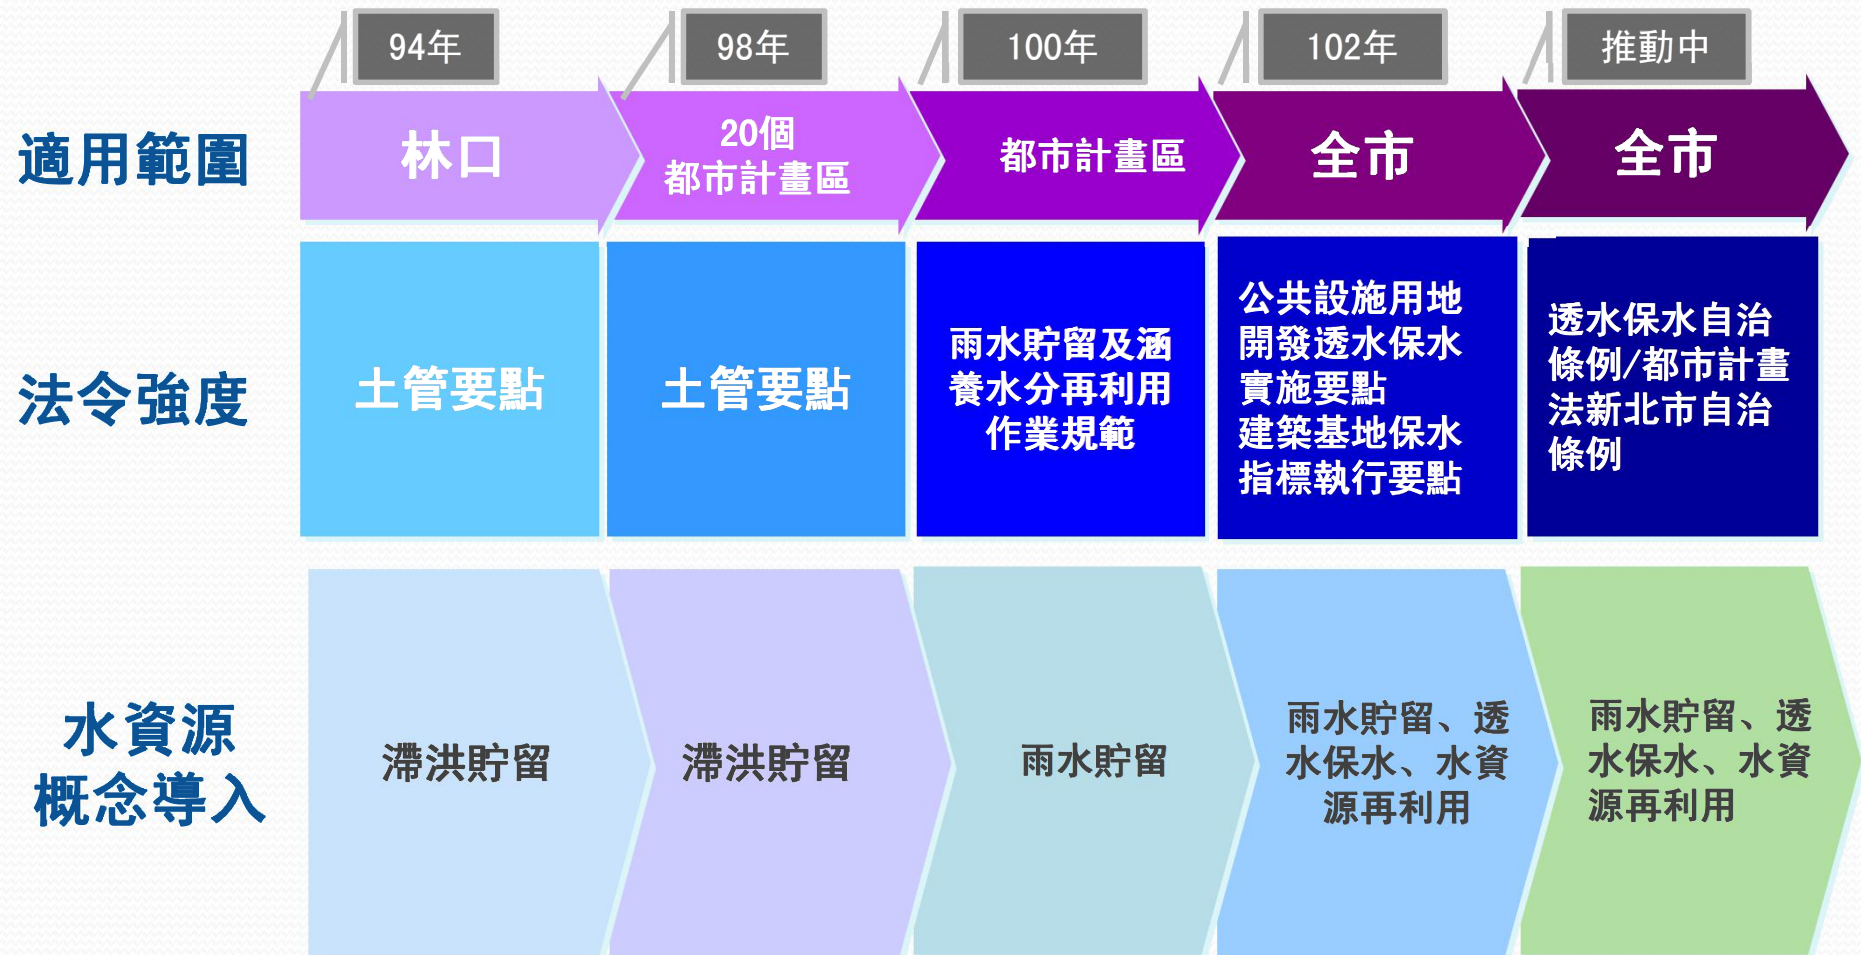 94年
98年
100年
102年
推動中
適用範圍
林口
20個
都市計畫區
都市計畫區
全市
全市
法令強度
土管要點
土管要點
雨水貯留及涵
養水分再利用
作業規範
公共設施用地
開發透水保水
實施要點
建築基地保水
指標執行要點
透水保水自治
條例/都市計畫
法新北市自治
條例
水資源
概念導入
滯洪貯留
滯洪貯留
雨水貯留
雨水貯留、透
水保水、水資
源再利用
雨水貯留、透
水保水、水資
源再利用